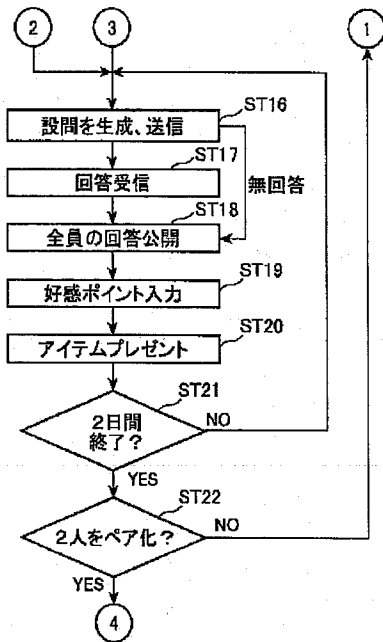 2
3
1
ST16
設問を生成、送信
ST17
回答受信
無回答
ST18
全員の回答公開
ST19
好感ポイント入力
ST20
アイテムプレゼント
ST21
2日間
終了?
NO
YES
ST22
2人をペア化?
NO
YES
4